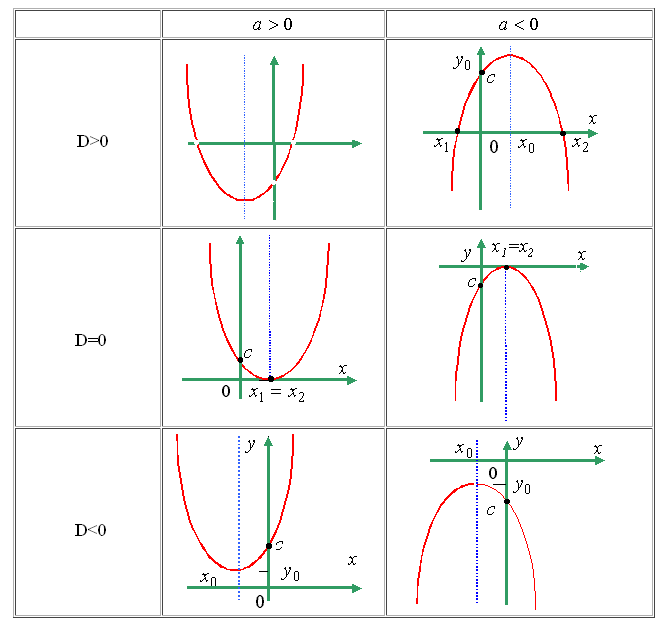 a > 0
a < 0
D>0
y₀
c
x
x₁ 0 x₀ x₂
D=0
c
x
0 x₁ = x₂
y x₁=x₂ x
c
D<0
y
c
x
x₀ y₀
0
x₀ y x
0
y₀
c